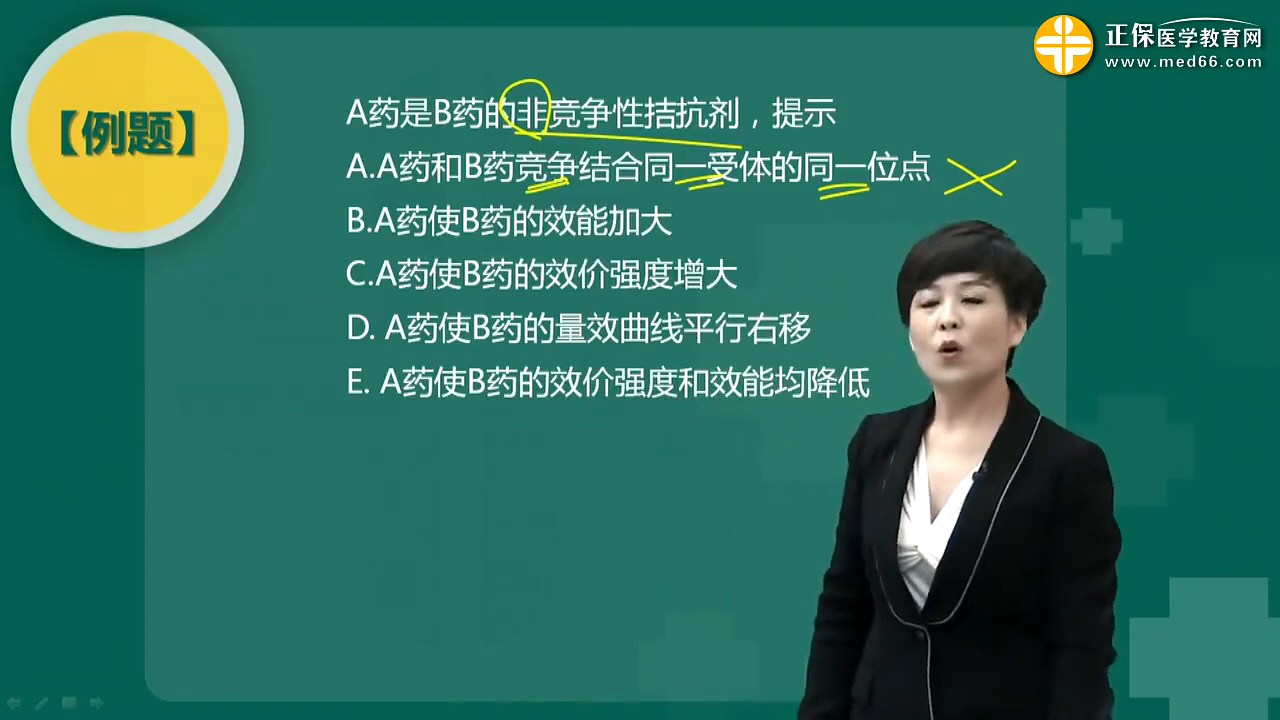 正保医学教育网
www.med66.com
【例题】
A药是B药的非竞争性拮抗剂，提示
A.A药和B药竞争结合同一受体的同一位点
B.A药使B药的效能加大
C.A药使B药的效价强度增大
D. A药使B药的量效曲线平行右移
E. A药使B药的效价强度和效能均降低